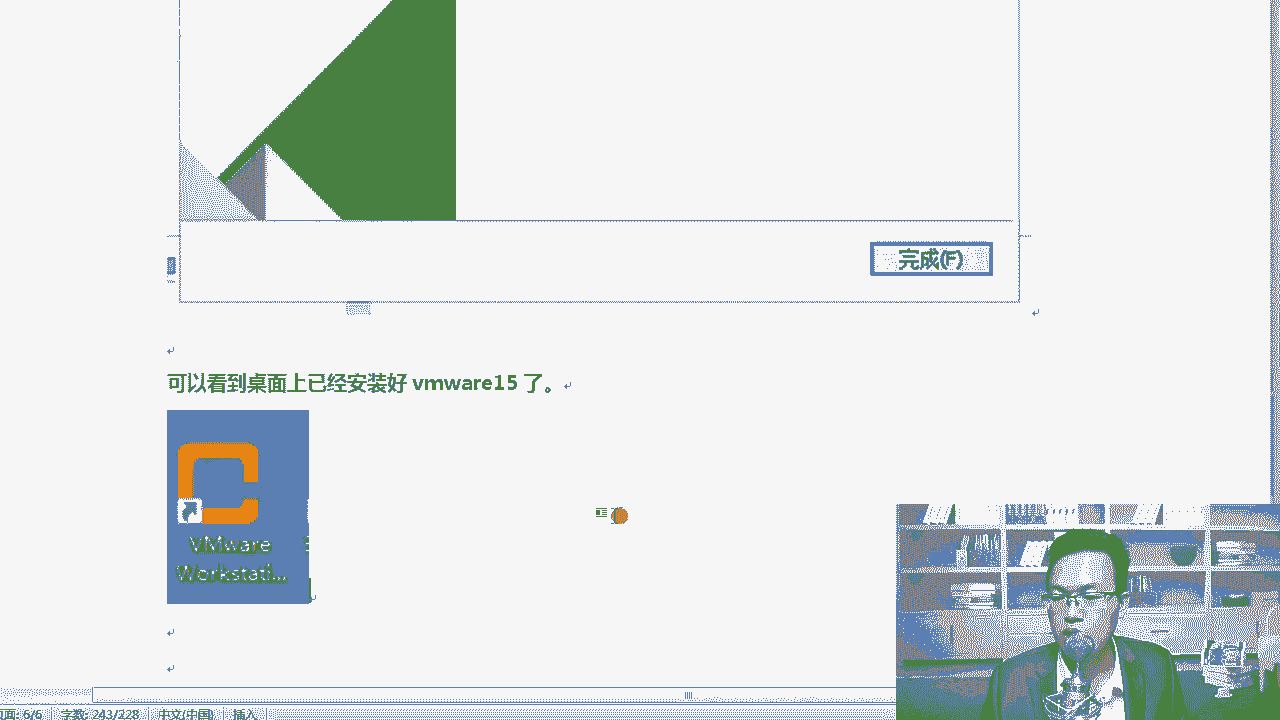 完成(F)
可以看到桌面上已经安装好 vmware15 了。
VMware
Workstati...
页: 6/6 字数: 243/228 中文(中国) 插入